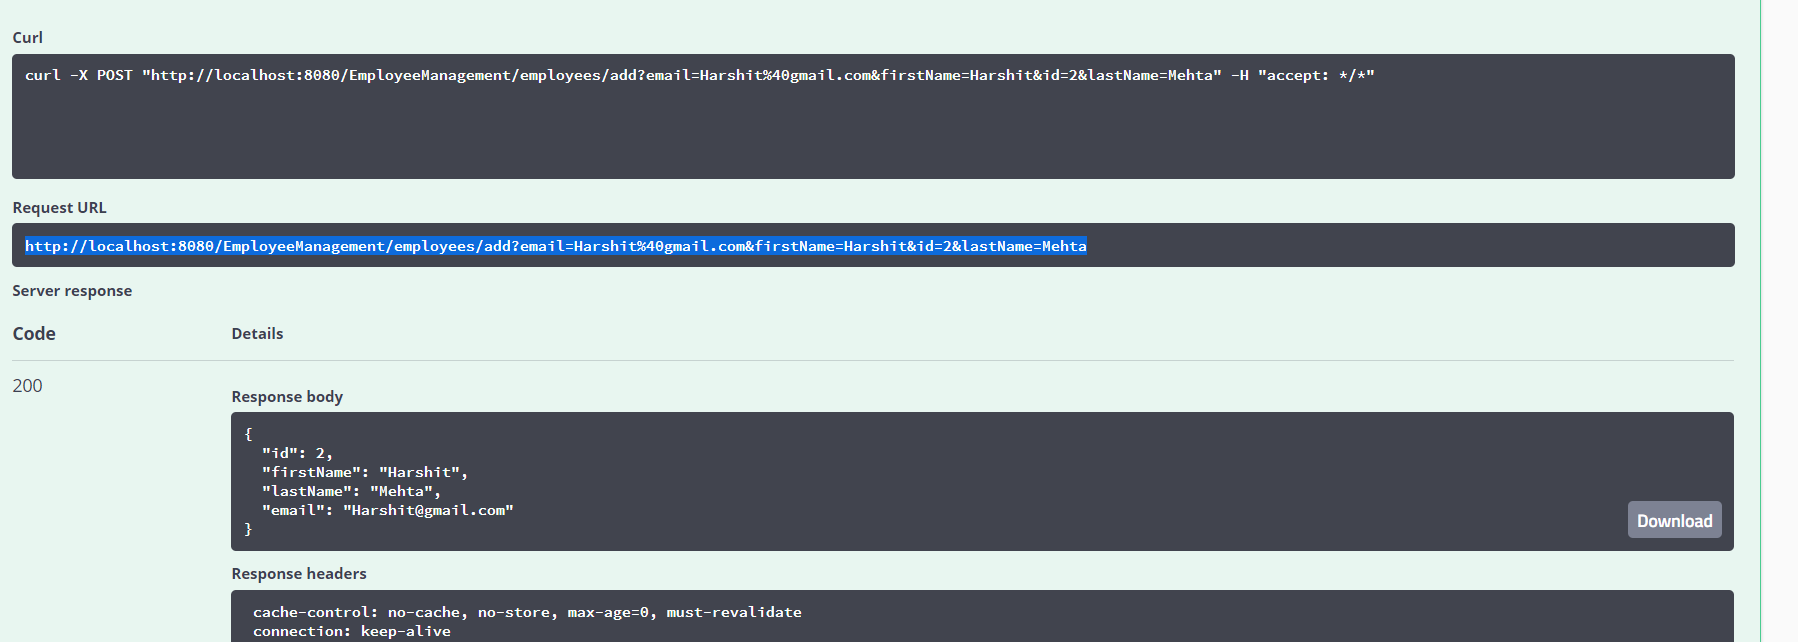 Curl
curl -X POST "http://localhost:8080/EmployeeManagement/employees/add?email=Harshit%40gmail.com&firstName=Harshit&id=2&lastName=Mehta" -H "accept: */*"
Request URL
http://localhost:8080/EmployeeManagement/employees/add?email=Harshit%40gmail.com&firstName=Harshit&id=2&lastName=Mehta
Server response
Code Details
200
Response body
{
  "id": 2,
  "firstName": "Harshit",
  "lastName": "Mehta",
  "email": "Harshit@gmail.com"
}
Download
Response headers
cache-control: no-cache, no-store, max-age=0, must-revalidate
connection: keep-alive